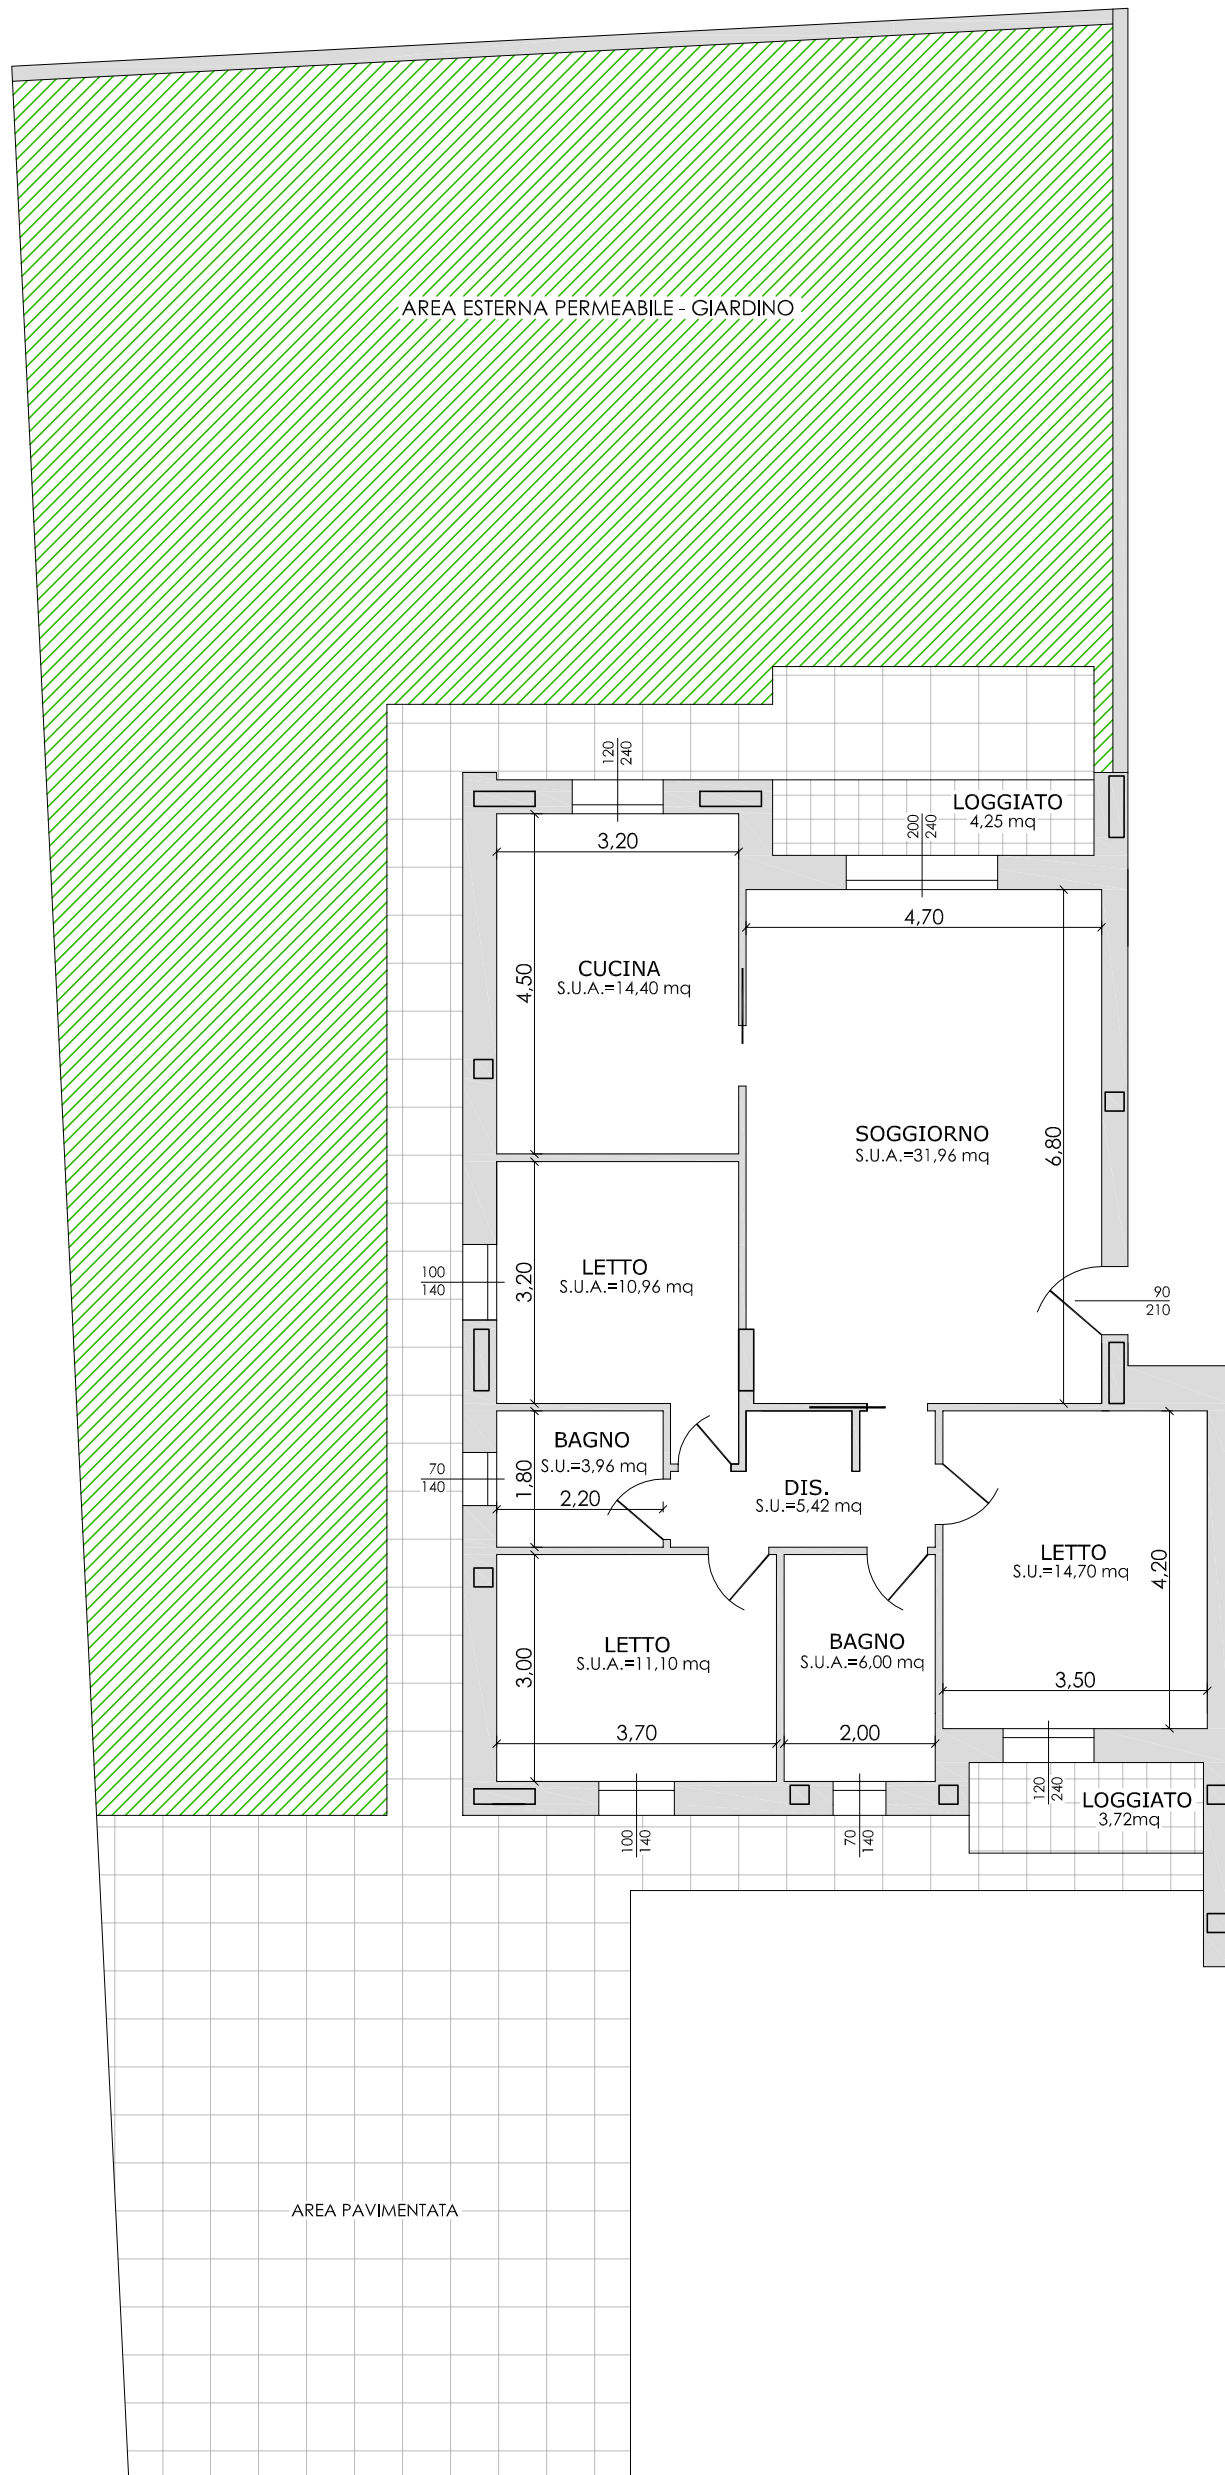 AREA ESTERNA PERMEABILE - GIARDINO
120
240
LOGGIATO
4,25 mq
200
240
3,20
4,70
CUCINA
S.U.A.=14,40 mq
4,50
SOGGIORNO
S.U.A.=31,96 mq
6,80
LETTO
S.U.A.=10,96 mq
3,20
100
140
90
210
BAGNO
S.U.=3,96 mq
1,80
2,20
70
140
DIS.
S.U.=5,42 mq
LETTO
S.U.=14,70 mq
4,20
3,50
LETTO
S.U.A.=11,10 mq
3,00
3,70
BAGNO
S.U.A.=6,00 mq
2,00
120
240
LOGGIATO
3,72mq
100
140
70
140
AREA PAVIMENTATA